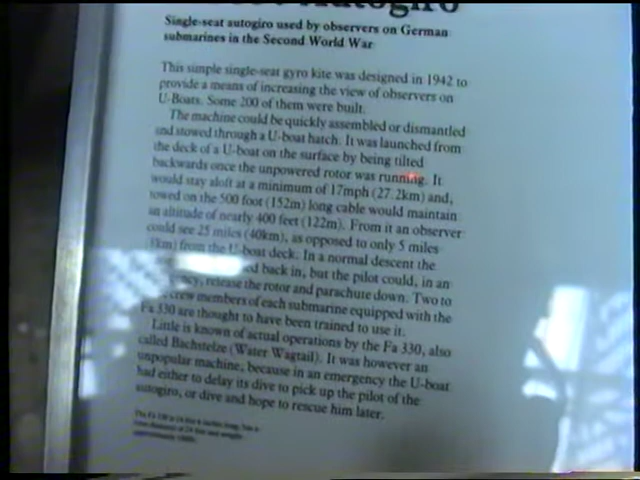 Autogiro
Single-seat autogiro used by observers on German
submarines in the Second World War
This simple single-seat gyro kite was designed in 1942 to
provide a means of increasing the view of observers on
U-Boats. Some 200 of them were built.
The machine could be quickly assembled or dismantled
and stowed through a U-boat hatch. It was launched from
the deck of a U-boat on the surface by being tilted
backwards once the unpowered rotor was running. It
would stay aloft at a minimum of 17mph (27.2km) and,
towed on the 500 foot (152m) long cable would maintain
an altitude of nearly 400 feet (122m). From it an observer
could see 25 miles (40km), as opposed to only 5 miles
from the U-boat deck. In a normal descent the
back in, but the pilot could, in an
release the rotor and parachute down. Two to
crew members of each submarine equipped with the
Fa 330 are thought to have been trained to use it.
Little is known of actual operations by the Fa 330, also
called Bachstelze (Water Wagtail). It was however an
unpopular machine, because in an emergency the U-boat
had either to delay its dive to pick up the pilot of the
autogiro, or dive and hope to rescue him later.